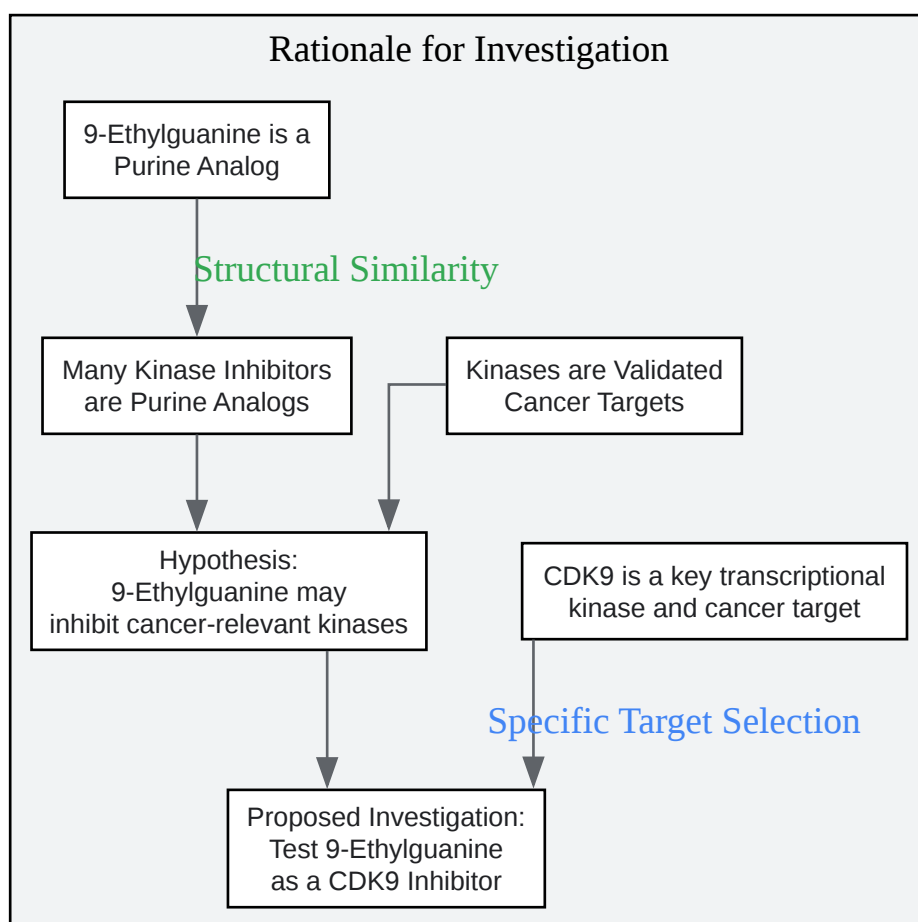 Rationale for Investigation
9-Ethylguanine is a
Purine Analog
Structural Similarity
Many Kinase Inhibitors
are Purine Analogs
Kinases are Validated
Cancer Targets
Hypothesis:
9-Ethylguanine may
inhibit cancer-relevant kinases
CDK9 is a key transcriptional
kinase and cancer target
Specific Target Selection
Proposed Investigation:
Test 9-Ethylguanine
as a CDK9 Inhibitor